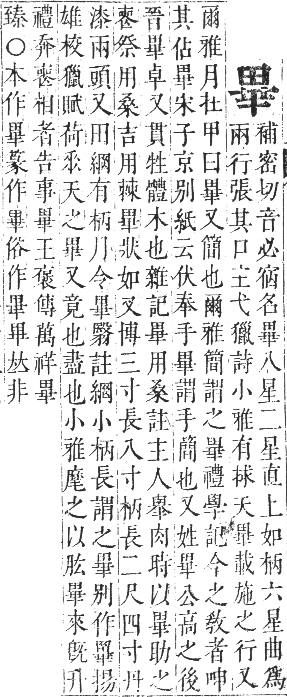 畢
補密切音必宿名畢八星二星直上如柄六星曲爲
兩行張其口主弋獵詩小雅有捄天畢載施之行又
爾雅月在甲曰畢又簡也爾雅簡謂之畢禮學記今之敎者呻
其佔畢宋子京別紙云伏奉手畢謂手簡也又姓畢公高之後
晉畢卓又貫牲體木也雜記畢用桑註主人舉肉時以畢助之
喪祭用桑吉用棘畢狀如叉博三寸長八寸柄長二尺四寸丹
漆兩頭又田網有柄月令畢翳註網小柄長謂之畢別作㪤揚
雄校獵賦荷垂天之畢又竟也盡也小雅麾之以肱畢來旣升
禮奔喪相者告事畢王襃傳萬祥畢
臻○本作畢篆作畢俗作畢畢𠀤非